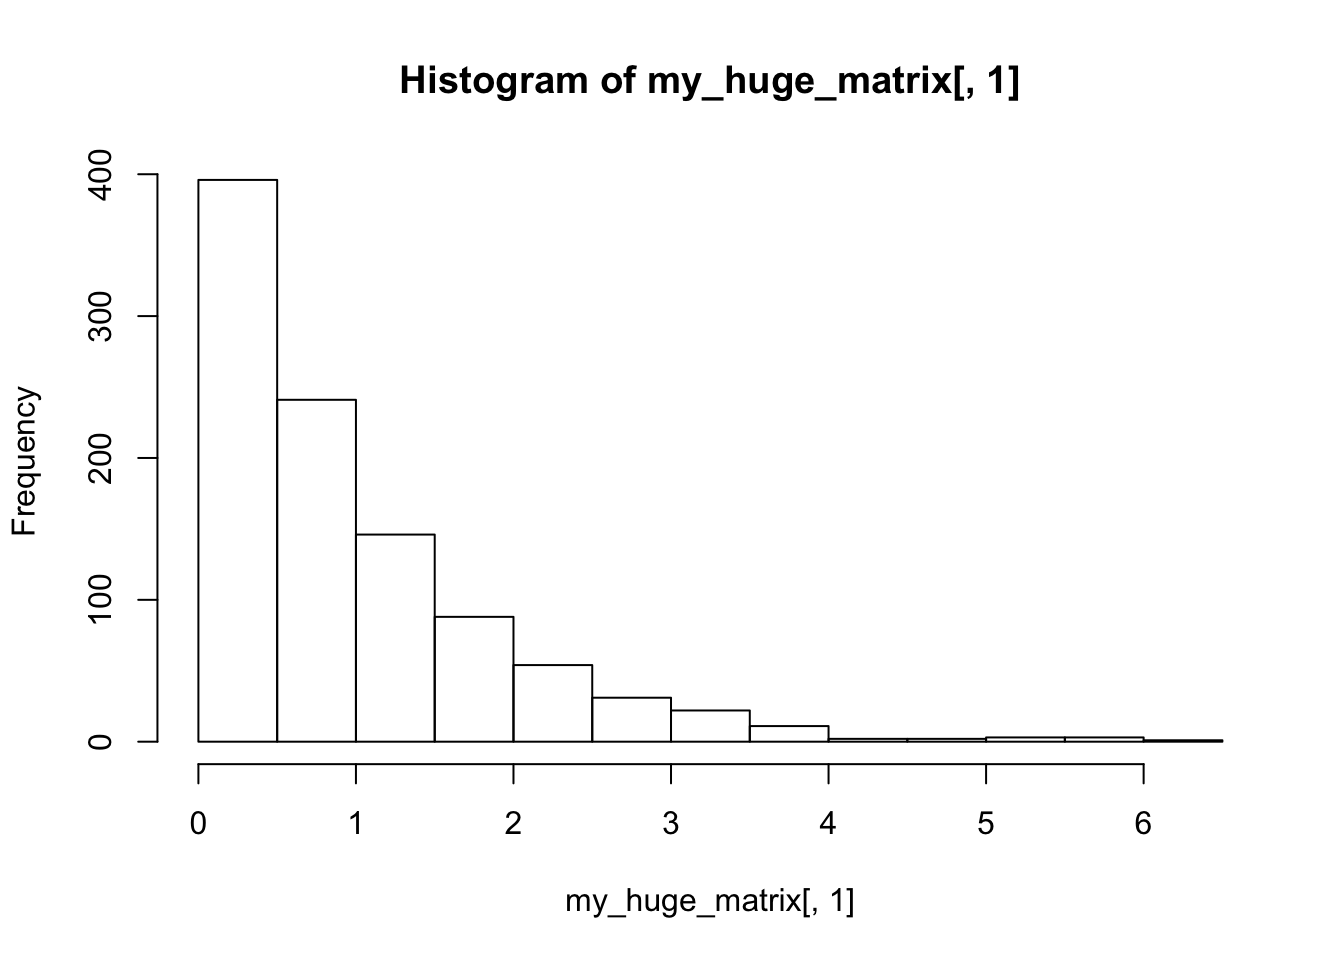 Histogram of my_huge_matrix[, 1]
Frequency
400
300
200
100
0
0 1 2 3 4 5 6
my_huge_matrix[, 1]